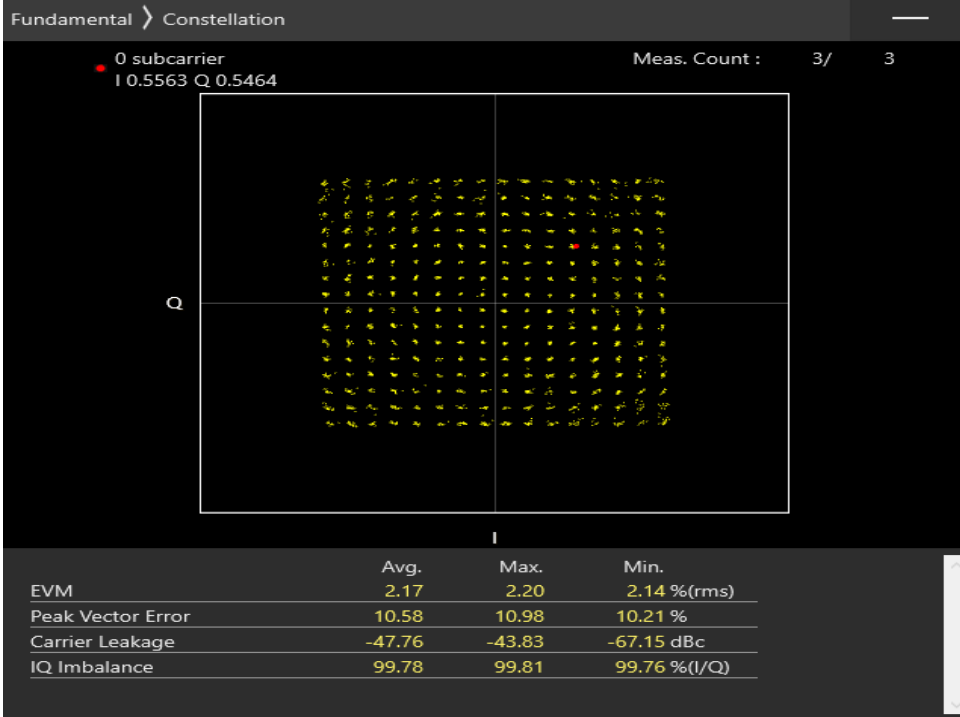 Fundamental 〉 Constellation
0 subcarrier
I 0.5563 Q 0.5464
Meas. Count : 3/ 3
Q
I
Avg. Max. Min.
EVM 2.17 2.20 2.14 %(rms)
Peak Vector Error 10.58 10.98 10.21 %
Carrier Leakage -47.76 -43.83 -67.15 dBc
IQ Imbalance 99.78 99.81 99.76 %(I/Q)